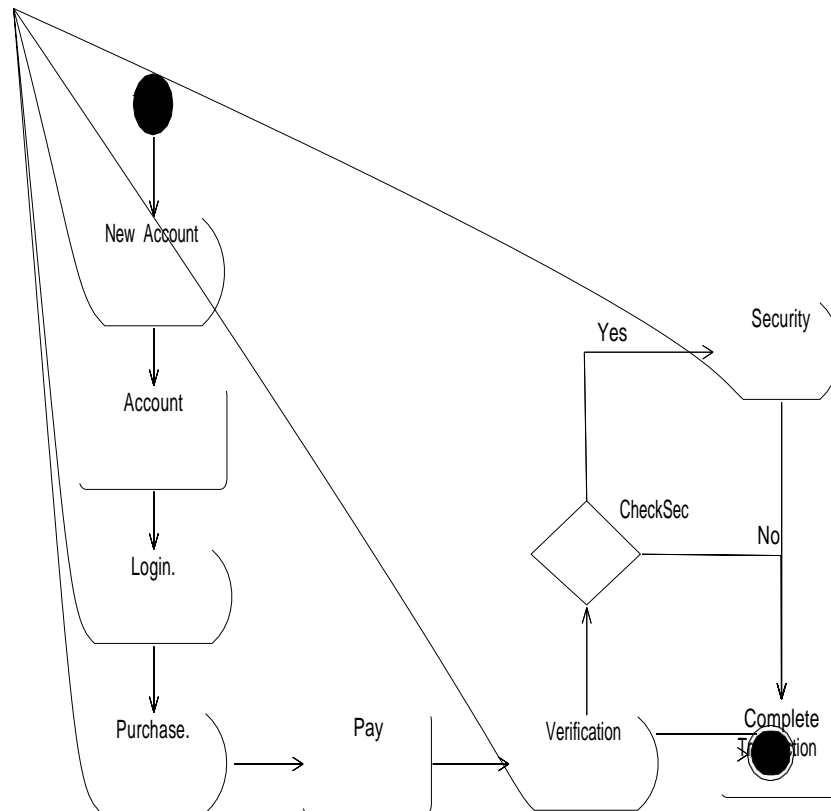 New Account
Account
Login.
Purchase.
Pay
Verification
CheckSec
Yes
Security
No
Complete